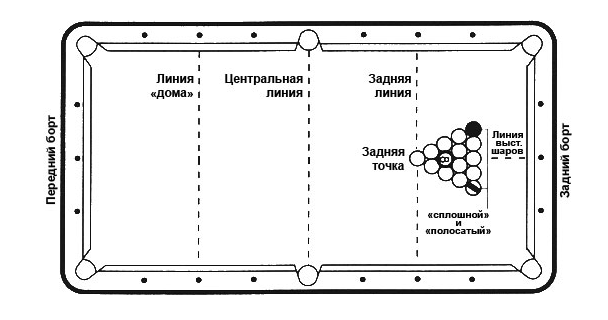 Линия
«дома»
Центральная
линия
Задняя
линия
Линия
выст.
шаров
Задняя
точка
8
«сплошной»
и
«полосатый»
Передний борт
Задний борт